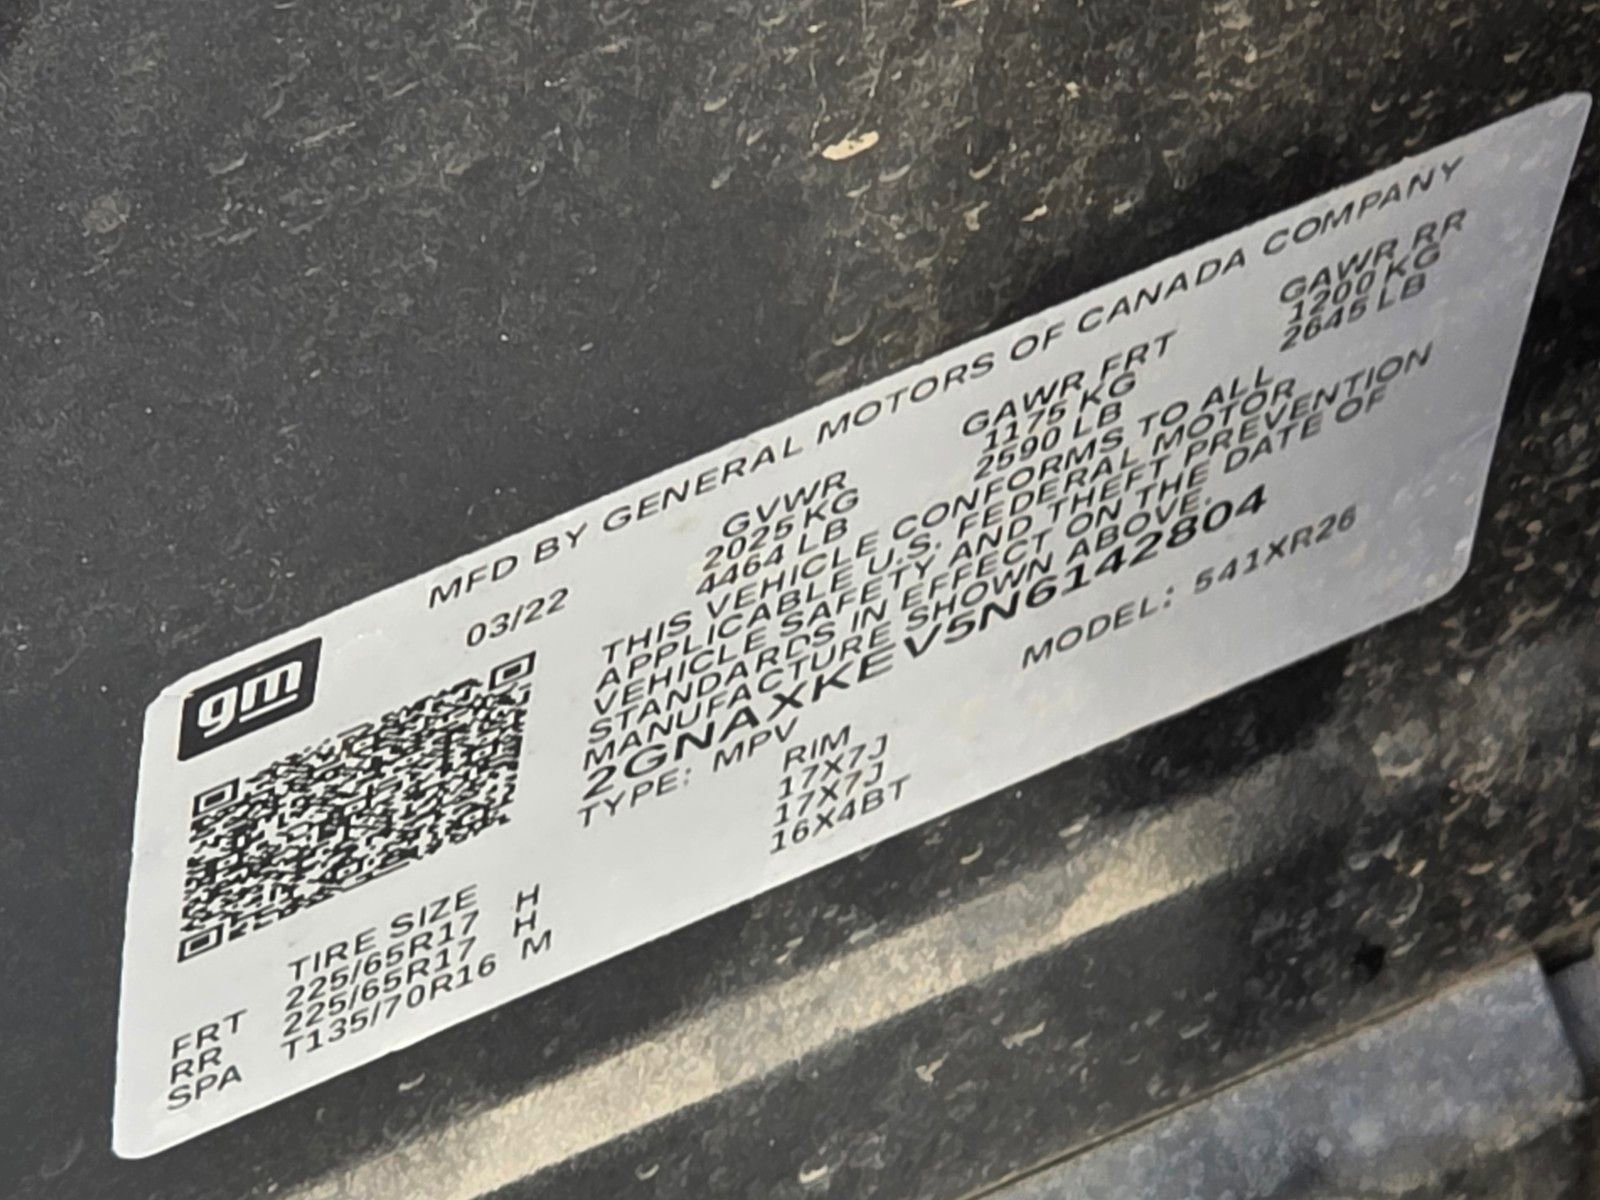 gm
MFD BY GENERAL MOTORS OF CANADA COMPANY
03/22
GVWR
2025 KG
4464 LB
GAWR FRT
1175 KG
2590 LB
GAWR RR
1200 KG
2645 LB
THIS VEHICLE CONFORMS TO ALL
APPLICABLE U.S. FEDERAL MOTOR
VEHICLE SAFETY AND THEFT PREVENTION
STANDARDS IN EFFECT ON THE DATE OF
MANUFACTURE SHOWN ABOVE.
2GNAXKEV5N6142804
TYPE: MPV
MODEL: 541XR26
TIRE SIZE RIM
FRT 225/65R17 H 17X7J
RR 225/65R17 H 17X7J
SPA T135/70R16 M 16X4BT